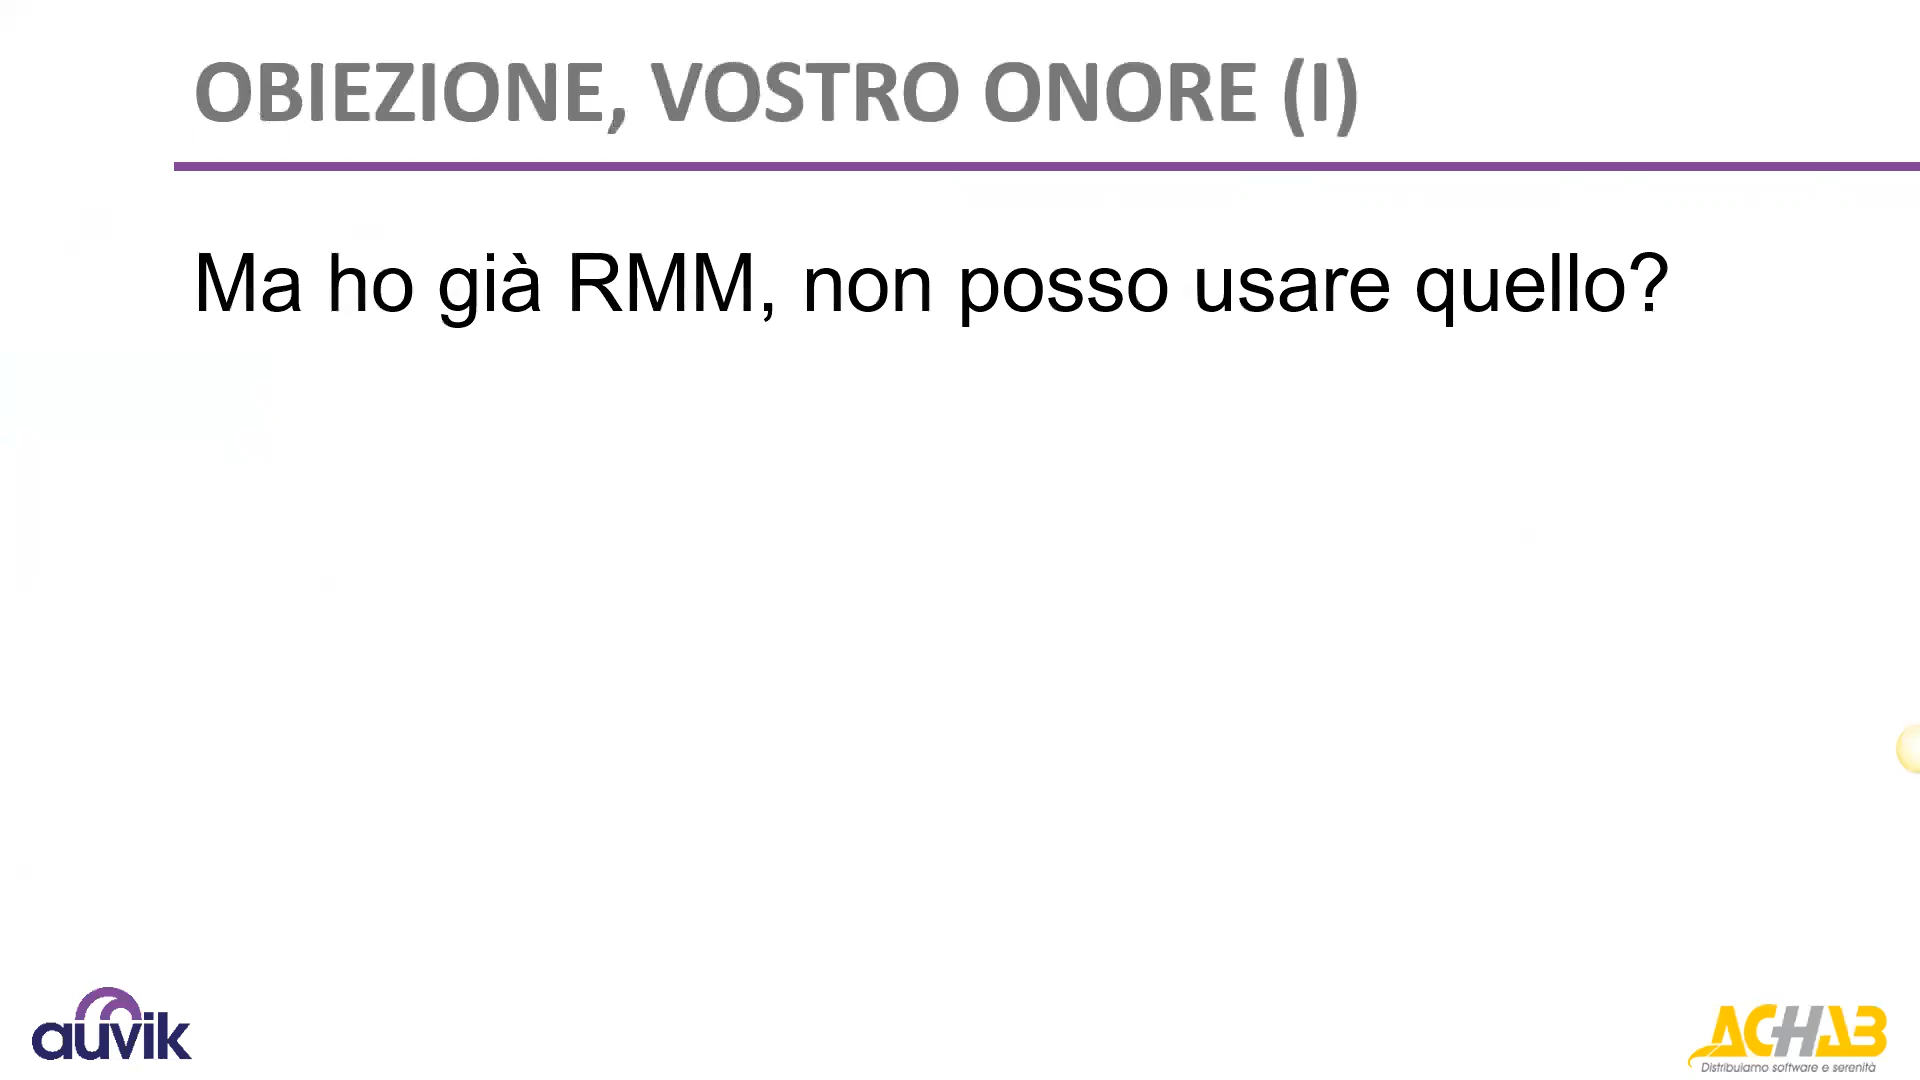 OBIEZIONE, VOSTRO ONORE (I)
Ma ho già RMM, non posso usare quello?
auvik
ACHAB
Distribuiamo software e serenità